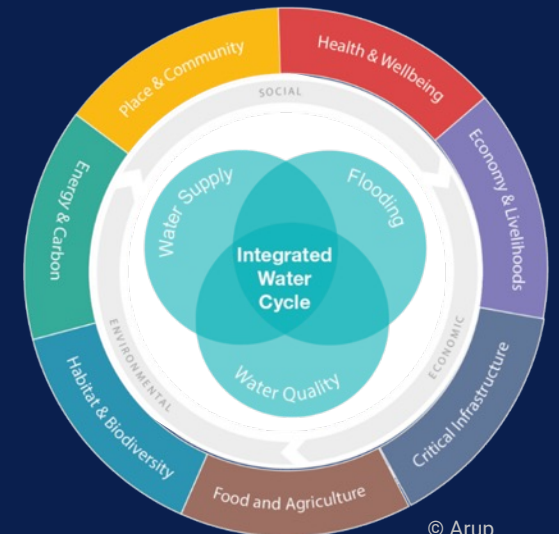 Place & Community
Health & Wellbeing
Economy & Livelihoods
Critical Infrastructure
Food and Agriculture
Habitat & Biodiversity
Energy & Carbon
SOCIAL
ECONOMIC
ENVIRONMENTAL
Water Supply
Flooding
Integrated
Water
Cycle
Water Quality
© Arup